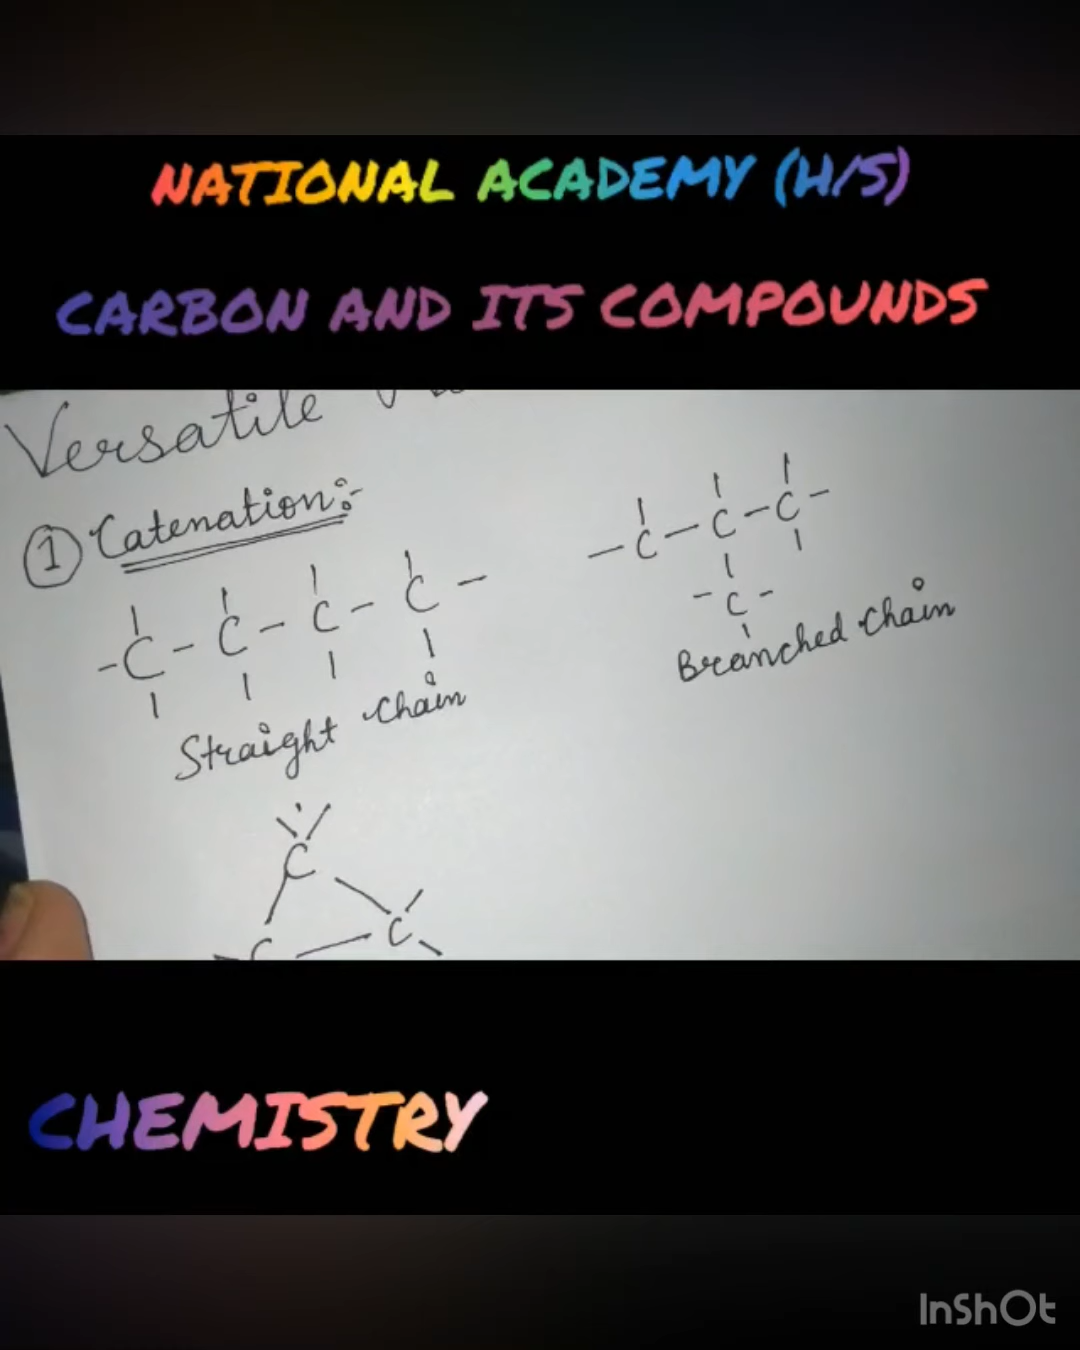 NATIONAL ACADEMY (H/S)
CARBON AND ITS COMPOUNDS
Versatile
① Catenation:-
-C-C-C-C-
Straight Chain
-C-C-C-
-C-
Branched Chain
C
C-C
CHEMISTRY
InShOt